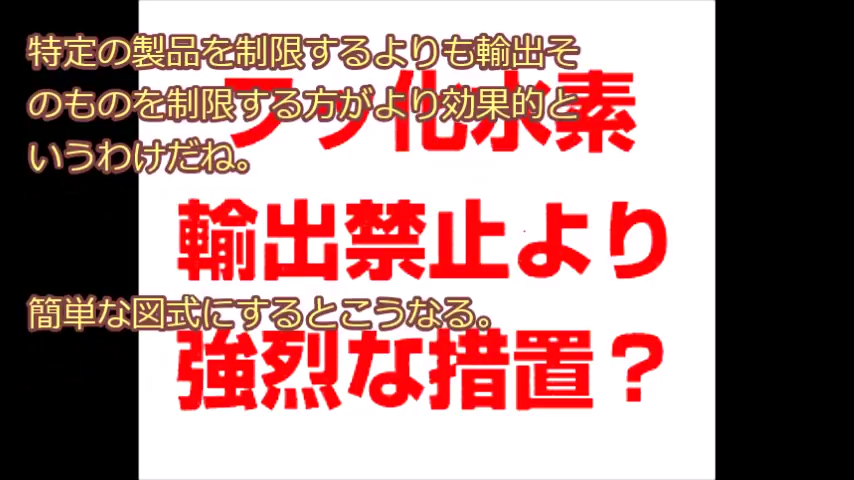 特定の製品を制限するよりも輸出そ
のものを制限する方がより効果的と
いうわけだね。
フッ化水素
輸出禁止より
簡単な図式にするとこうなる。
強烈な措置？